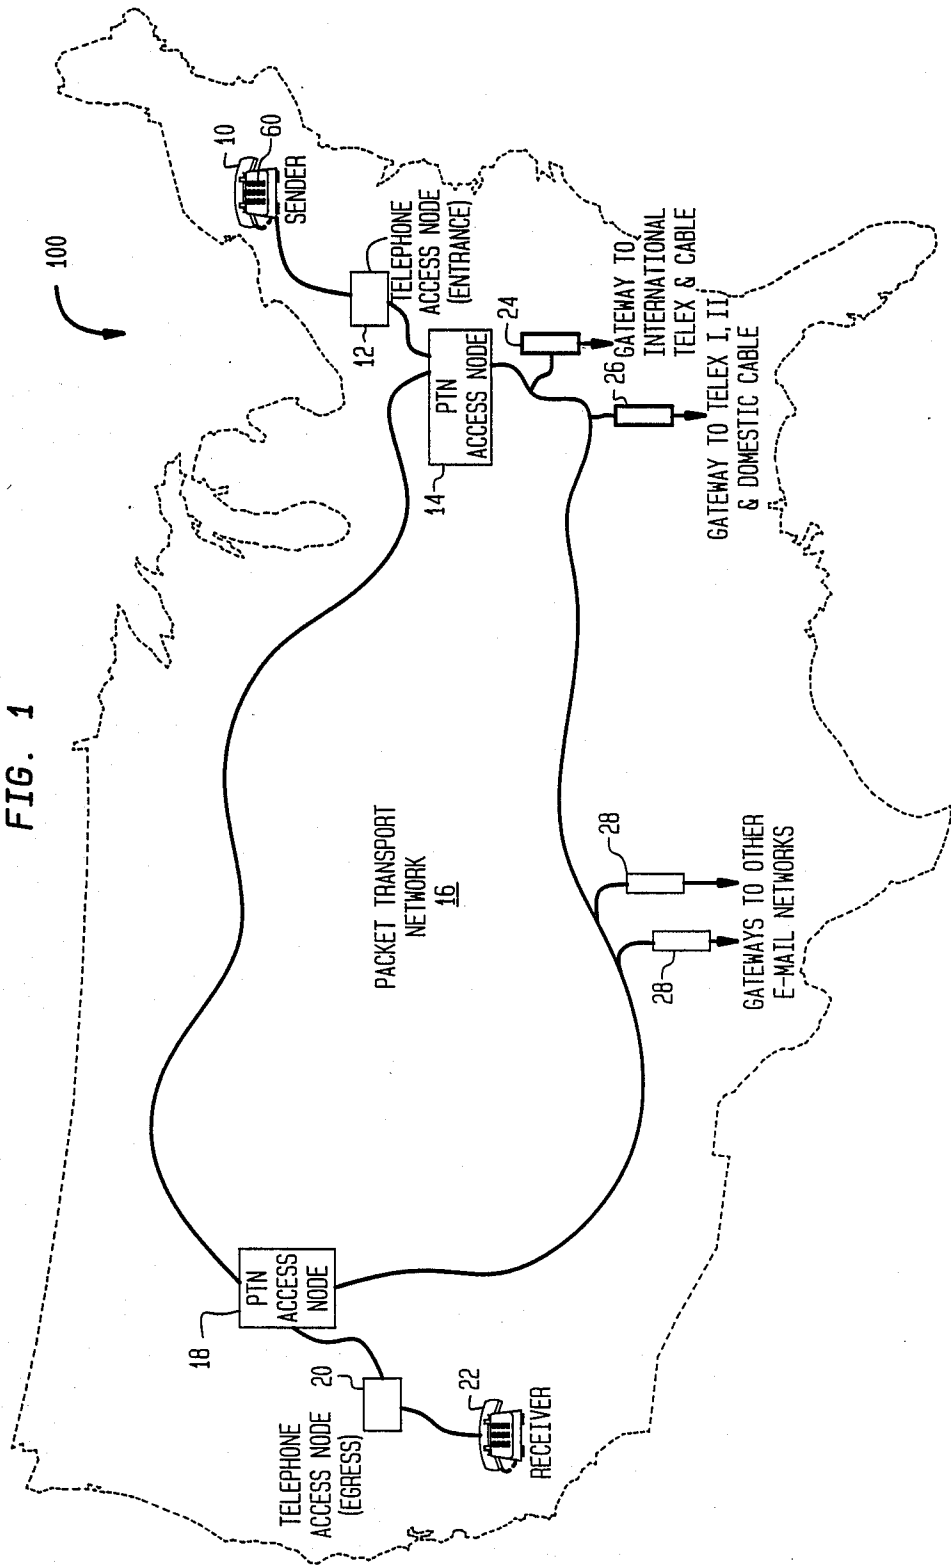 FIG. 1
100
10
60
SENDER
TELEPHONE
ACCESS NODE
(ENTRANCE)
12
PTN
ACCESS NODE
14
24
GATEWAY TO
INTERNATIONAL
TELEX & CABLE
26
GATEWAY TO TELEX I, II
& DOMESTIC CABLE
PACKET TRANSPORT
NETWORK
16
28
28
GATEWAYS TO OTHER
E-MAIL NETWORKS
PTN
ACCESS
NODE
18
20
TELEPHONE
ACCESS NODE
(EGRESS)
22
RECEIVER